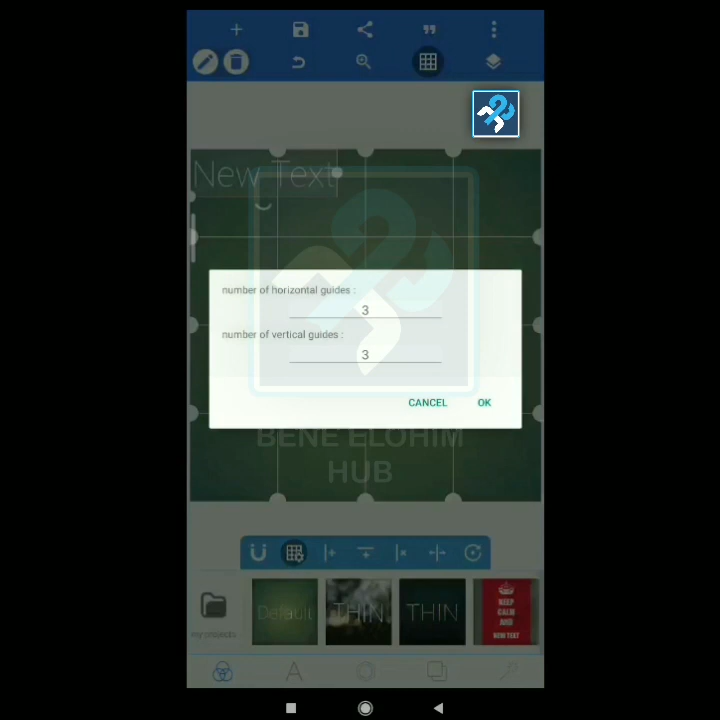 New Text
number of horizontal guides :
3
number of vertical guides :
3
CANCEL
OK
BENE ELOHIM
HUB
my projects
Default
THIN
THIN
KEEP
CALM
AND
NEW TEXT
A